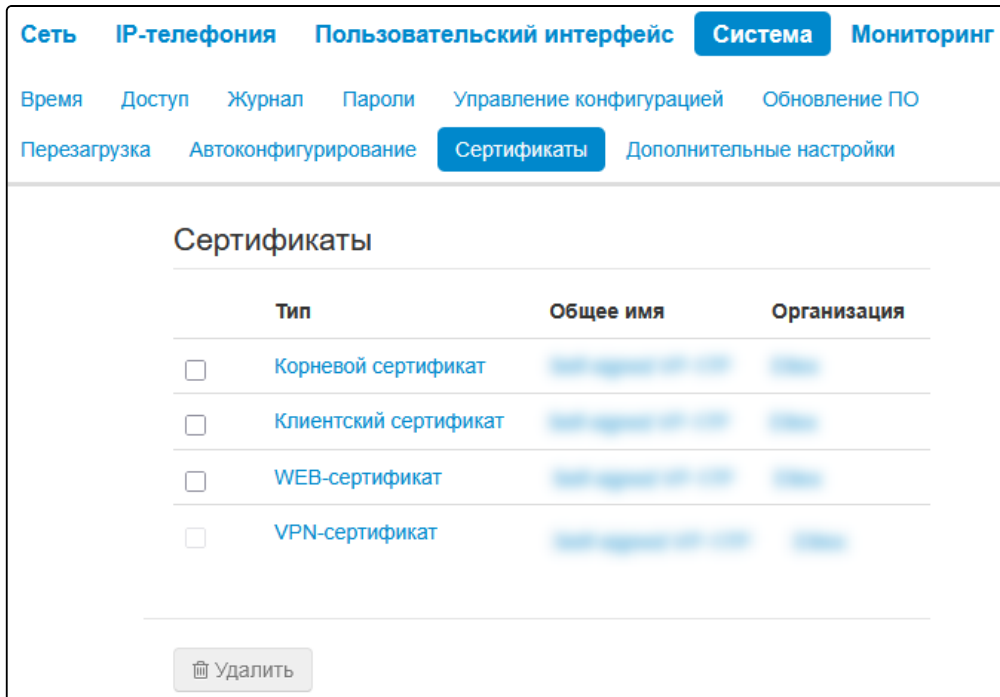 Сеть IP-телефония Пользовательский интерфейс Система Мониторинг
Время Доступ Журнал Пароли Управление конфигурацией Обновление ПО
Перезагрузка Автоконфигурирование Сертификаты Дополнительные настройки
Сертификаты
Тип Общее имя Организация
Корневой сертификат
Клиентский сертификат
WEB-сертификат
VPN-сертификат
Удалить